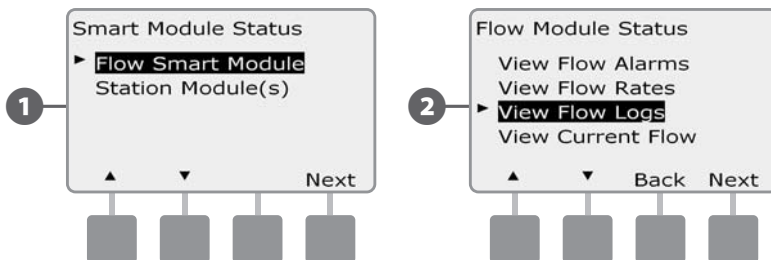 1
Smart Module Status
► Flow Smart Module
Station Module(s)
▲ ▼ Next
2
Flow Module Status
View Flow Alarms
View Flow Rates
► View Flow Logs
View Current Flow
▲ ▼ Back Next